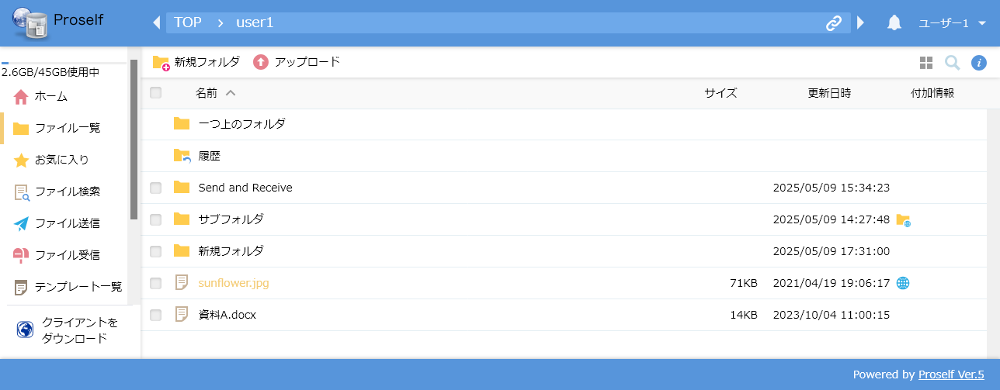 Proself
TOP > user1
ユーザー1
2.6GB/45GB使用中
ホーム
ファイル一覧
お気に入り
ファイル検索
ファイル送信
ファイル受信
テンプレート一覧
クライアントを
ダウンロード
新規フォルダ アップロード
名前 サイズ 更新日時 付加情報
一つ上のフォルダ
履歴
Send and Receive 2025/05/09 15:34:23
サブフォルダ 2025/05/09 14:27:48
新規フォルダ 2025/05/09 17:31:00
sunflower.jpg 71KB 2021/04/19 19:06:17
資料A.docx 14KB 2023/10/04 11:00:15
Powered by Proself Ver.5